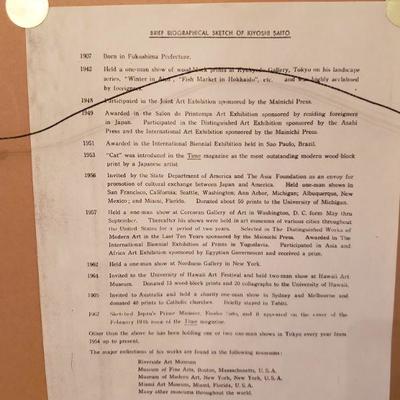 BRIEF BIOGRAPHICAL SKETCH OF KIYOSHI SAITO
1907 Born in Fukushima Prefecture.
1942 Held a one-man show of wood-block prints at Kyukyodo Gallery, Tokyo on his landscape
series, "Winter in Aizu", "Fish Market in Hokkaido", etc. and was highly acclaimed
by foreigners.
1948 Participated in the Joint Art Exhibition sponsored by the Mainichi Press.
1949 Awarded in the Salon de Printemps Art Exhibition sponsored by residing foreigners
in Japan. Participated in the Distinguished Art Exhibition sponsored by the Asahi
Press and the International Art Exhibition sponsored by the Mainichi Press.
1951 Awarded in the International Biennial Exhibition held in Sao Paulo, Brazil.
1953 "Cat" was introduced in the Time magazine as the most outstanding modern wood-block
print by a Japanese artist.
1956 Invited by the State Department of America and The Asia Foundation as an envoy for
promotion of cultural exchange between Japan and America. Held one-man shows in
San Francisco, California; Seattle, Washington; Ann Arbor, Michigan; Albuquerque, New
Mexico; and Miami, Florida. Donated about 50 prints to the University of Michigan.
1957 Held a one-man show at Corcoran Gallery of Art in Washington, D. C. form May thru
September. Thereafter his shows were held in art museums of various cities throughout
the United States for a period of two years. Selected in The Distinguished Works of
Modern Art in the Last Ten Years sponsored by the Mainichi Press. Awarded in The
International Biennial Exhibition of Prints in Yugoslavia. Participated in Asia and
Africa Art Exhibition sponsored by Egyptian Government and received a prize.
1962 Held a one-man show at Nordness Gallery in New York.
1964 Invited to the University of Hawaii Art Festival and held two-man show at Hawaii Art
Museum. Donated 13 wood-block prints and 20 collagraphs to the University of Hawaii.
Invited to Australia and held a charity one-man show in Sydney and Melbourne and
donated 40 prints to Catholic churches. Briefly stayed in Tahiti.
1967 Sketched Japan's Prime Minister, Eisaku Sato, and it appeared on the cover of the
February 10th issue of the Time magazine.
Other than the above he has been holding one or two one-man shows in Tokyo every year from
1954 up to present.
The major collections of his works are found in the following museums:
Riverside Art Museum
Museum of Fine Arts, Boston, Massachusetts, U. S. A.
Museum of Modern Art, New York, New York, U. S. A.
Miami Art Museum, Miami, Florida, U. S. A.
Many other museums throughout the world.